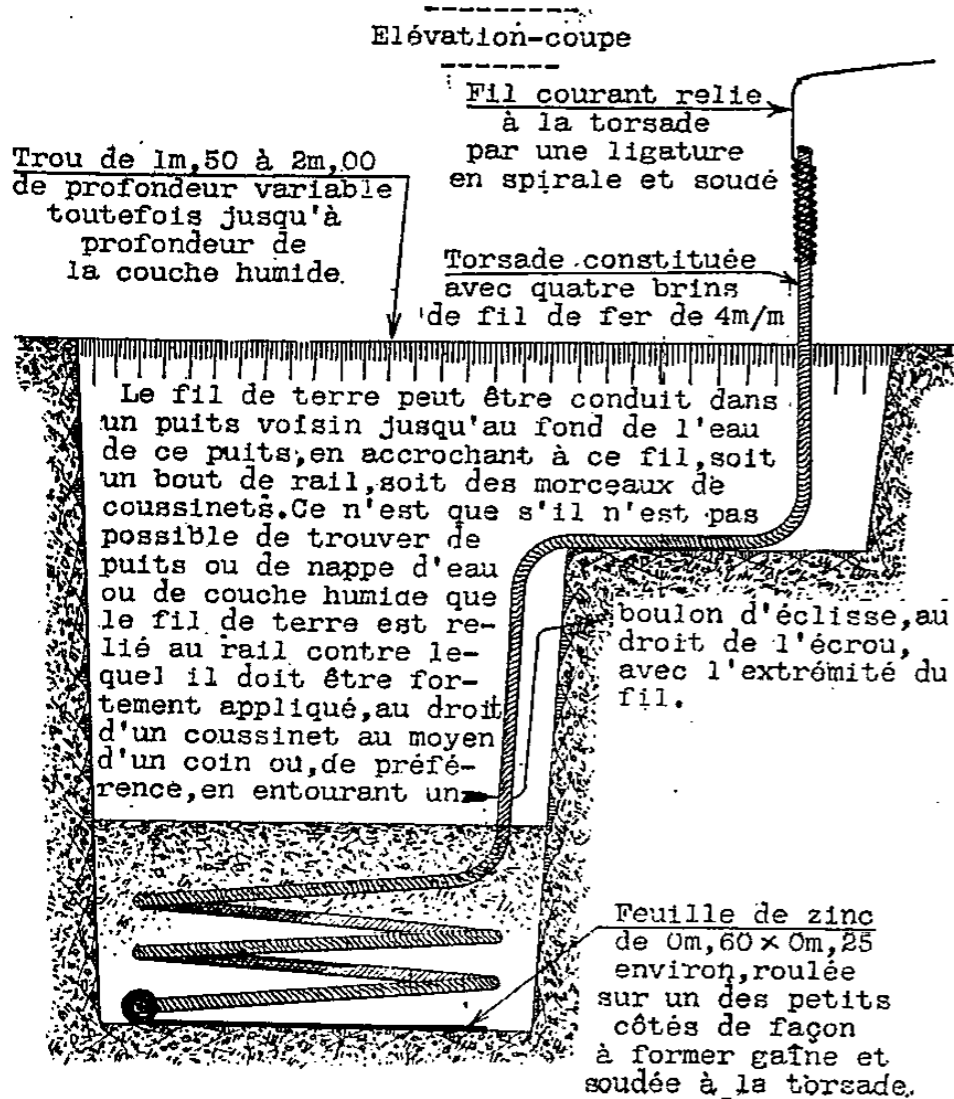 Elévation-coupe
Fil courant relie
à la torsade
par une ligature
en spirale et soudé
Trou de 1m,50 à 2m,00
de profondeur variable
toutefois jusqu'à
profondeur de
la couche humide.
Torsade constituée
avec quatre brins
de fil de fer de 4m/m
Le fil de terre peut être conduit dans
un puits voisin jusqu'au fond de l'eau
de ce puits,en accrochant à ce fil,soit
un bout de rail,soit des morceaux de
coussinets.Ce n'est que s'il n'est pas
possible de trouver de
puits ou de nappe d'eau
ou de couche humide que
le fil de terre est re-
lié au rail contre le-
quel il doit être for-
tement appliqué,au droit
d'un coussinet au moyen
d'un coin ou,de préfé-
rence,en entourant un
boulon d'éclisse,au
droit de l'écrou,
avec l'extrémité du
fil.
Feuille de zinc
de 0m,60 × 0m,25
environ,roulée
sur un des petits
côtés de façon
à former gaîne et
soudée à la torsade.